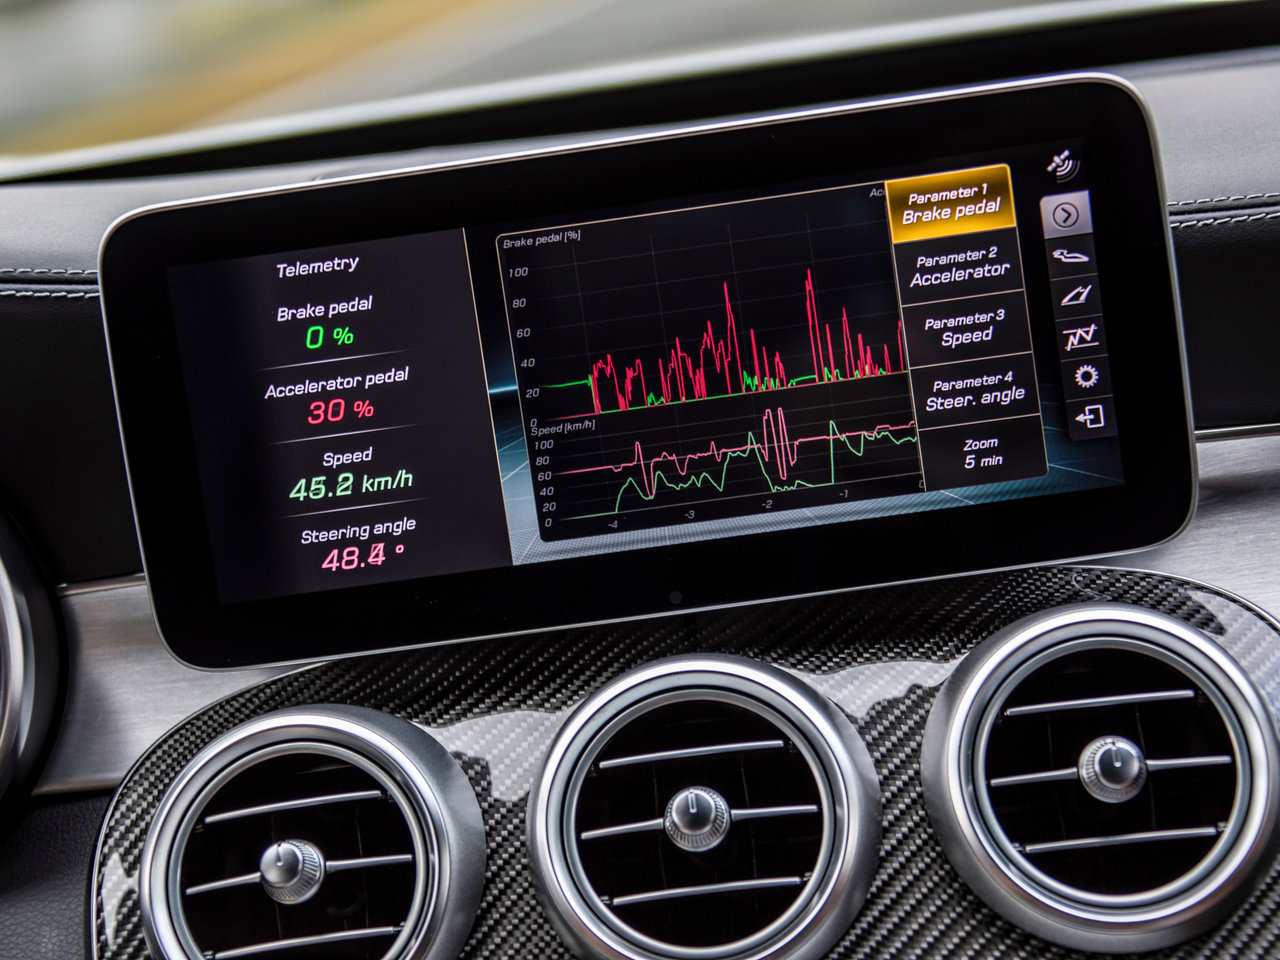 Telemetry
Brake pedal
0 %
Accelerator pedal
30 %
Speed
45.2 km/h
Steering angle
48.4 °
Brake pedal [%]
100
80
60
40
20
0
Speed [km/h]
100
80
60
40
20
0
-4
-3
-2
-1
Parameter 1
Brake pedal
Parameter 2
Accelerator
Parameter 3
Speed
Parameter 4
Steer. angle
Zoom
5 min